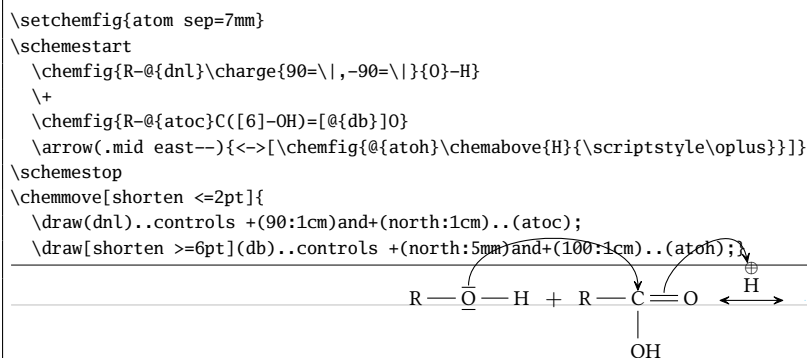 \setchemfig{atom sep=7mm}
\schemestart
\chemfig{R-@{dnl}\charge{90=\|,-90=\|}{O}-H}
\+
\chemfig{R-@{atoc}C([6]-OH)=[@{db}]O}
\arrow(.mid east--){<->[\chemfig{@{atoh}\chemabove{H}{\scriptstyle\oplus}}]}
\schemestop
\chemmove[shorten <=2pt]{
\draw(dnl)..controls +(90:1cm)and+(north:1cm)..(atoc);
\draw[shorten >=6pt](db)..controls +(north:5mm)and+(100:1cm)..(atoh);}
⊕
R O H + R C O H
OH